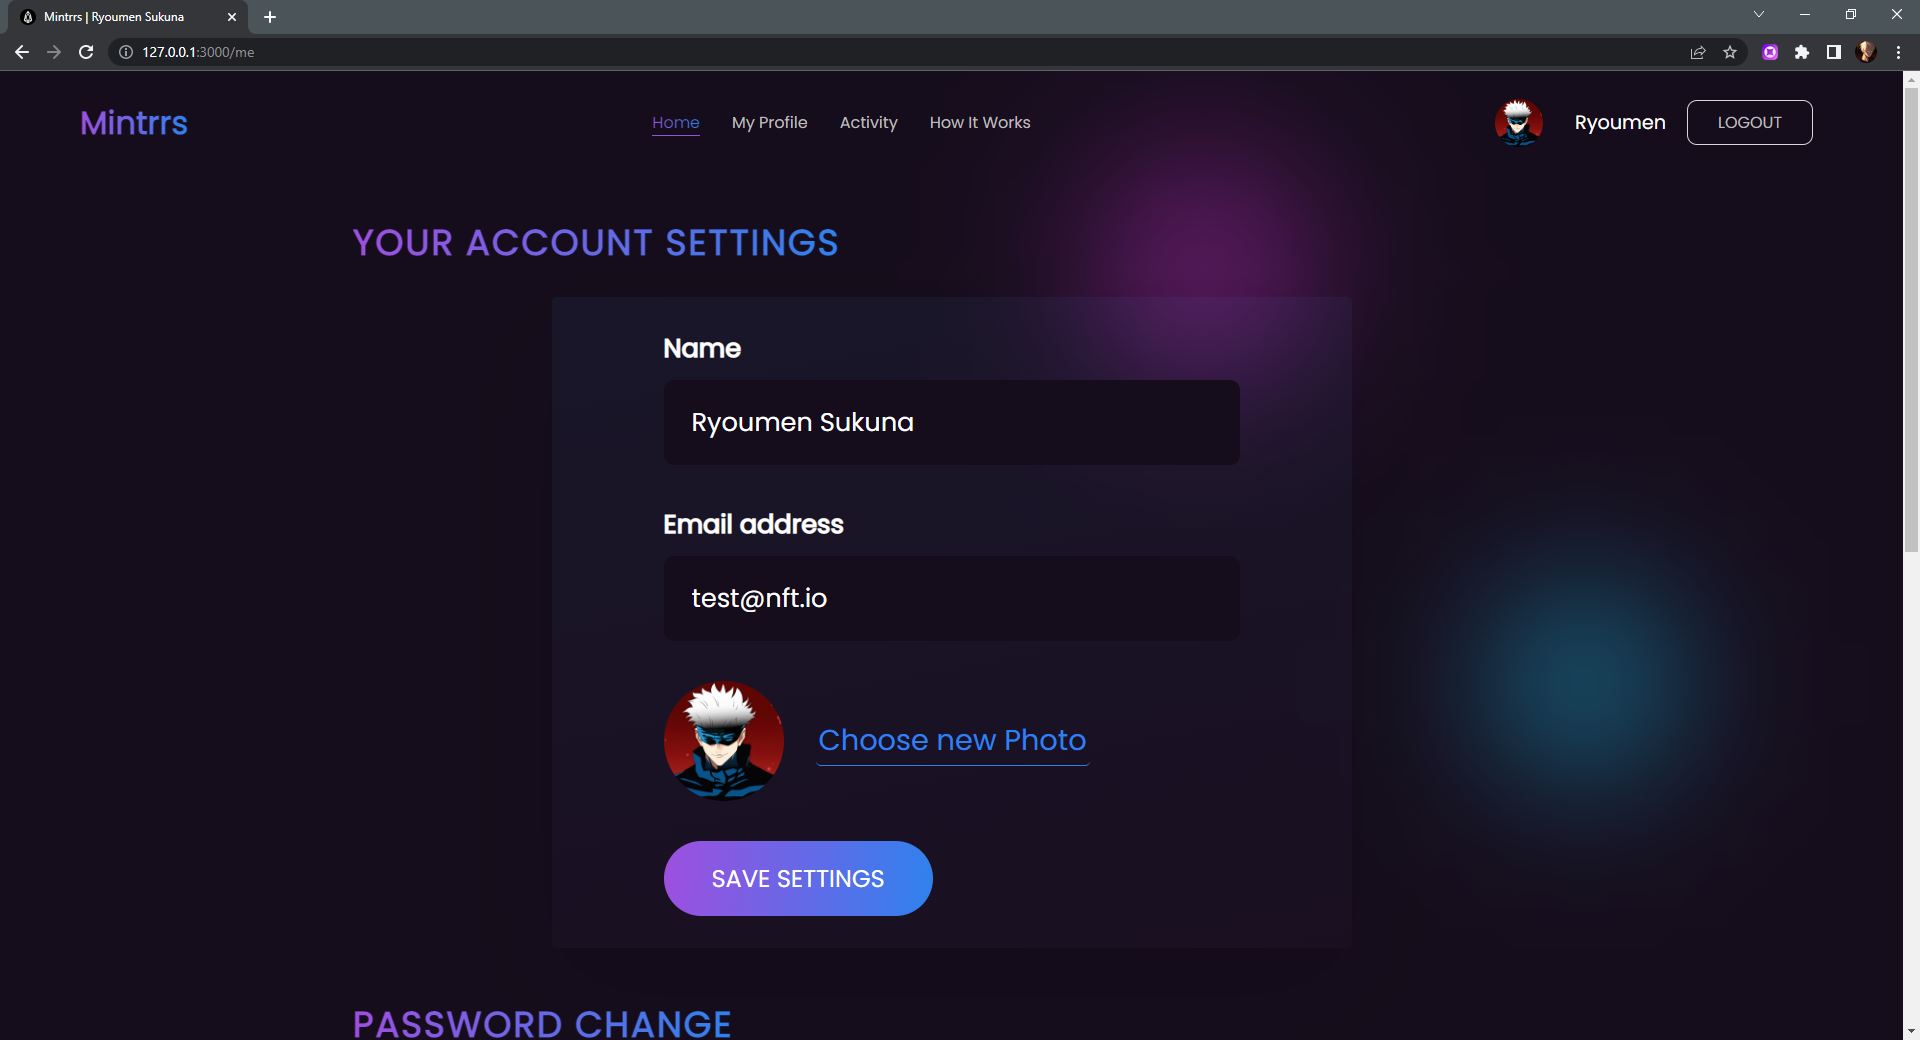 Mintrrs | Ryoumen Sukuna
127.0.0.1:3000/me
Mintrrs
Home My Profile Activity How It Works
Ryoumen
LOGOUT
YOUR ACCOUNT SETTINGS
Name
Ryoumen Sukuna
Email address
test@nft.io
Choose new Photo
SAVE SETTINGS
PASSWORD CHANGE